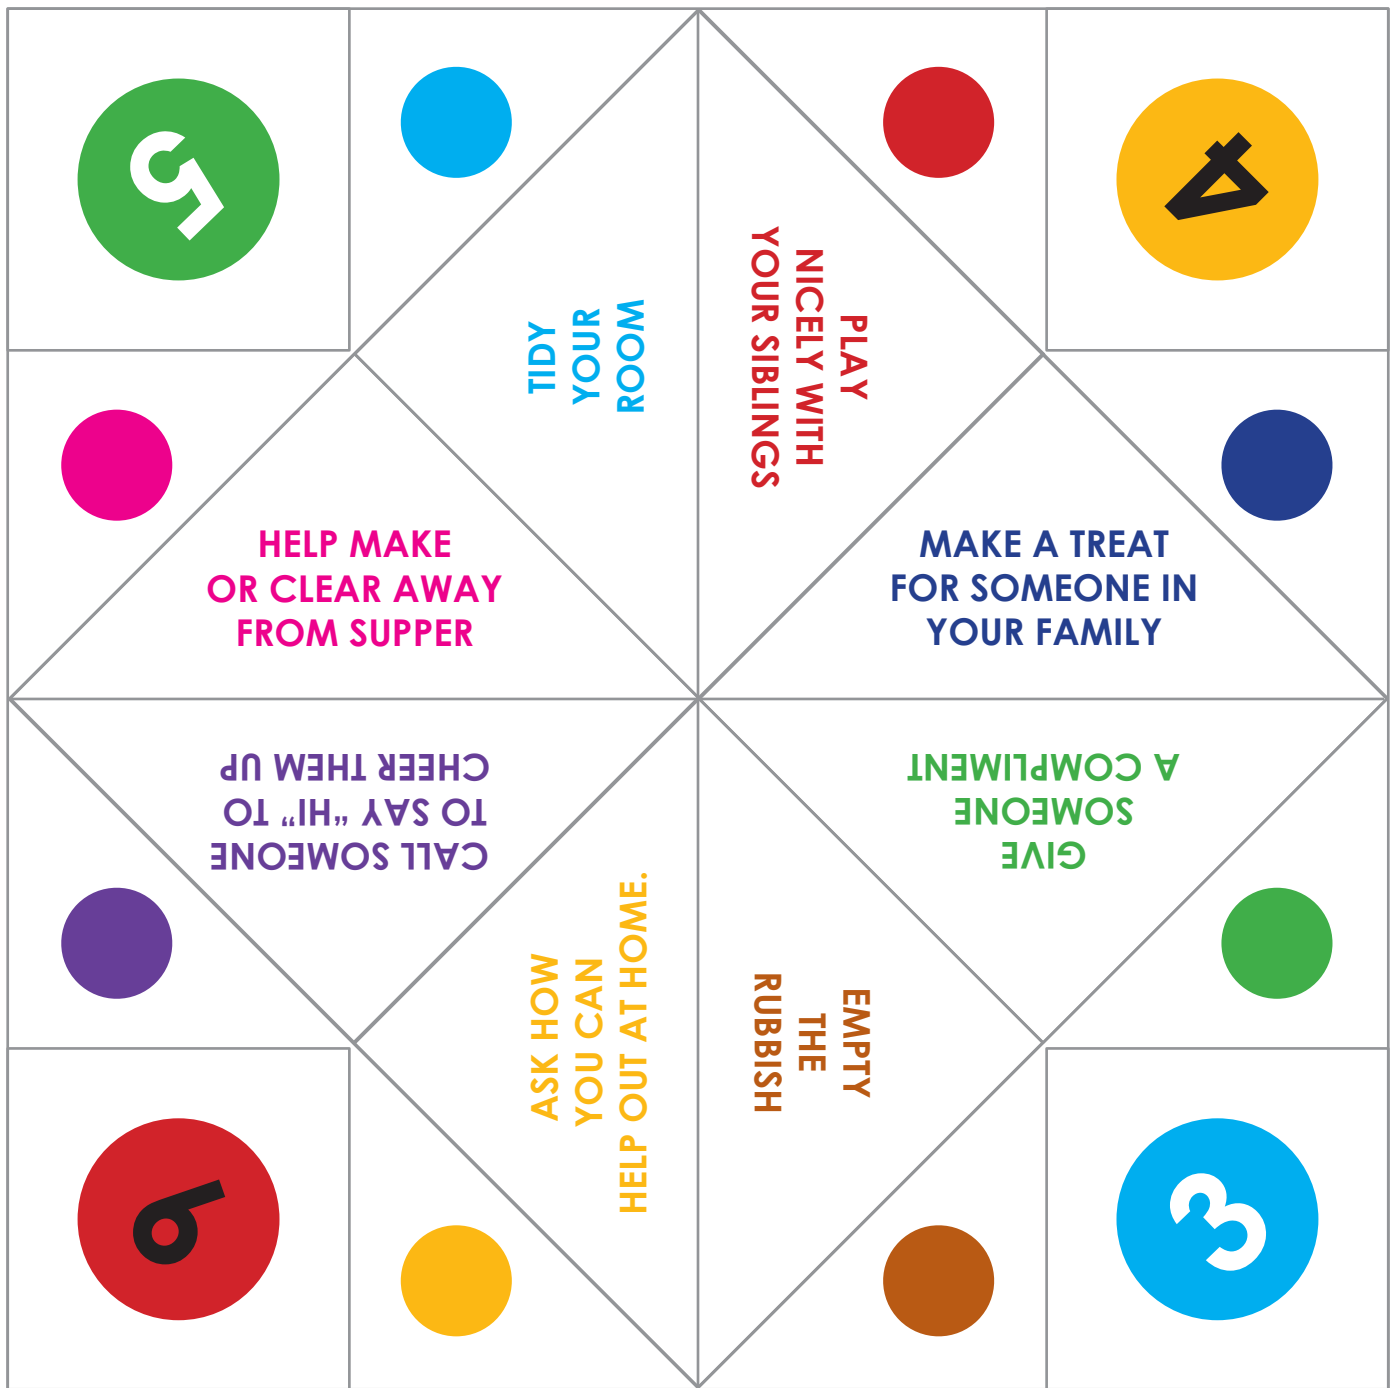 5
4
TIDY
YOUR
ROOM
PLAY
NICELY WITH
YOUR SIBLINGS
HELP MAKE
OR CLEAR AWAY
FROM SUPPER
MAKE A TREAT
FOR SOMEONE IN
YOUR FAMILY
CALL SOMEONE
TO SAY “HI” TO
CHEER THEM UP
GIVE
SOMEONE
A COMPLIMENT
ASK HOW
YOU CAN
HELP OUT AT HOME.
EMPTY
THE
RUBBISH
6
3